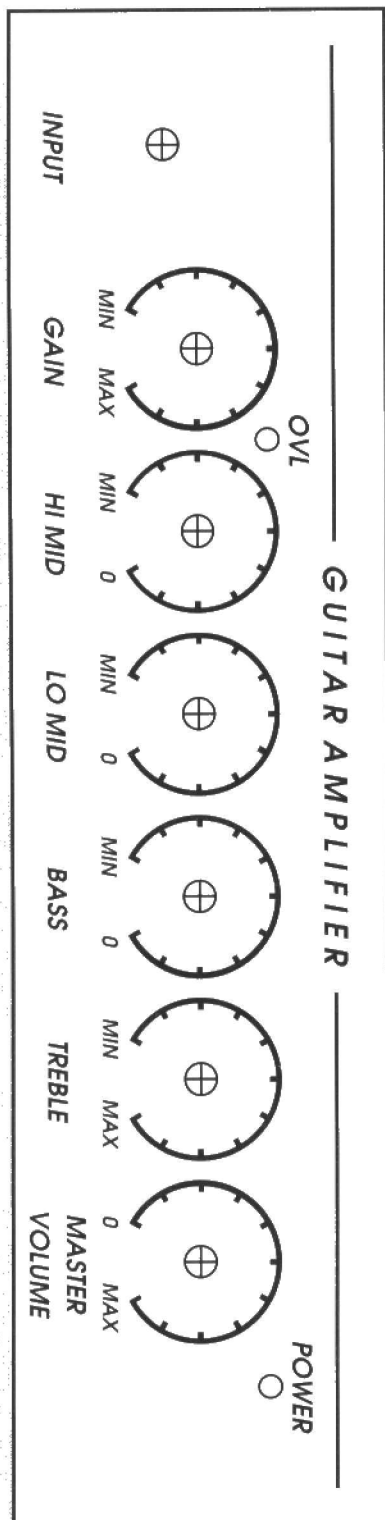 GUITAR AMPLIFIER
OVL
POWER
MIN MAX
MIN 0
MIN 0
MIN 0
MIN MAX
0 MAX
INPUT
GAIN
HI MID
LO MID
BASS
TREBLE
MASTER
VOLUME